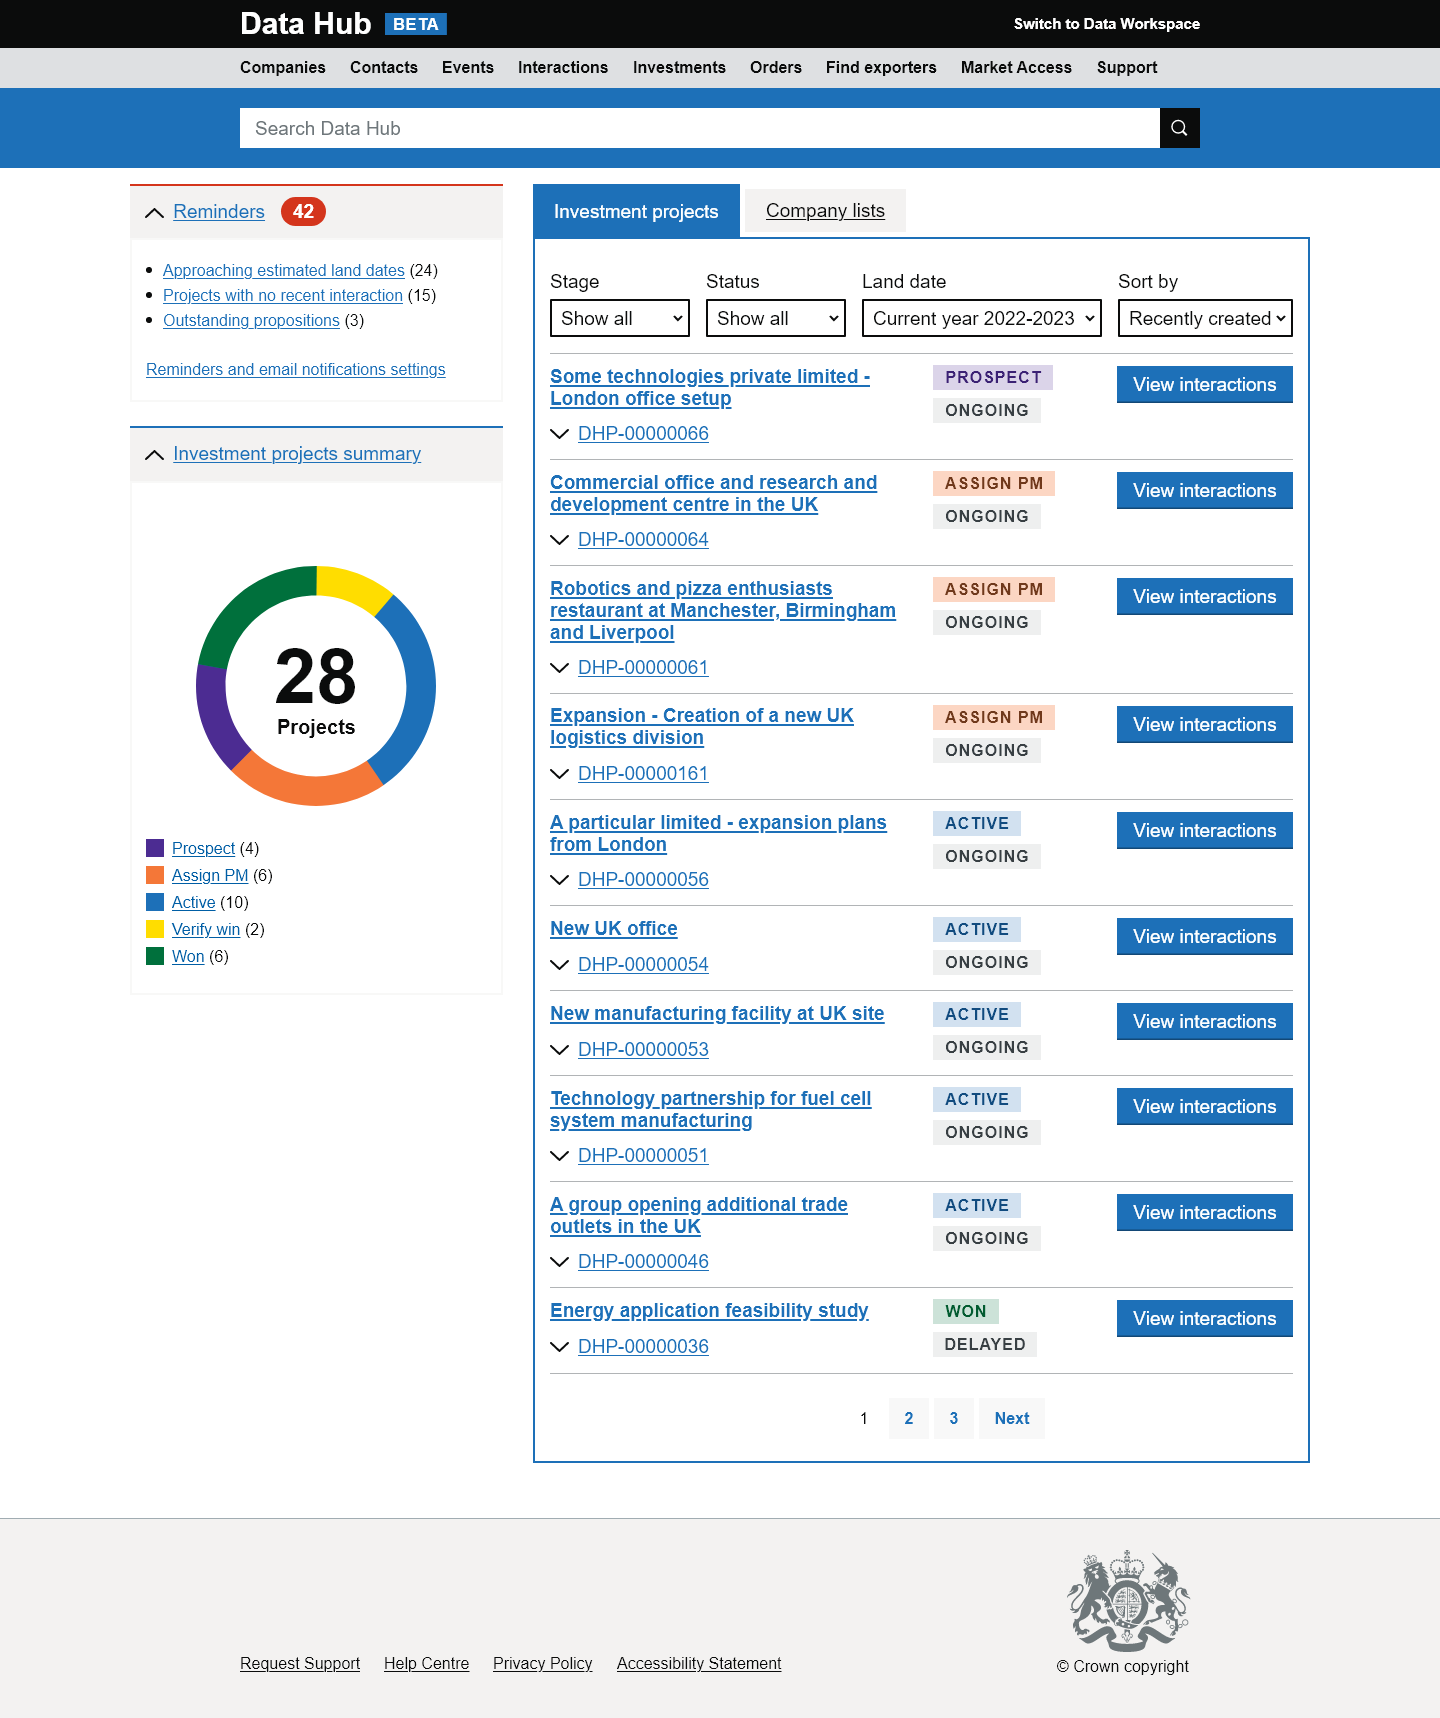 Data Hub BETA
Switch to Data Workspace
Companies Contacts Events Interactions Investments Orders Find exporters Market Access Support
Search Data Hub
Reminders 42
Approaching estimated land dates (24)
Projects with no recent interaction (15)
Outstanding propositions (3)
Reminders and email notifications settings
Investment projects summary
28
Projects
Prospect (4)
Assign PM (6)
Active (10)
Verify win (2)
Won (6)
Investment projects Company lists
Stage Status Land date Sort by
Show all Show all Current year 2022-2023 Recently created
Some technologies private limited -
London office setup
DHP-00000066
PROSPECT
ONGOING
View interactions
Commercial office and research and
development centre in the UK
DHP-00000064
ASSIGN PM
ONGOING
View interactions
Robotics and pizza enthusiasts
restaurant at Manchester, Birmingham
and Liverpool
DHP-00000061
ASSIGN PM
ONGOING
View interactions
Expansion - Creation of a new UK
logistics division
DHP-00000161
ASSIGN PM
ONGOING
View interactions
A particular limited - expansion plans
from London
DHP-00000056
ACTIVE
ONGOING
View interactions
New UK office
DHP-00000054
ACTIVE
ONGOING
View interactions
New manufacturing facility at UK site
DHP-00000053
ACTIVE
ONGOING
View interactions
Technology partnership for fuel cell
system manufacturing
DHP-00000051
ACTIVE
ONGOING
View interactions
A group opening additional trade
outlets in the UK
DHP-00000046
ACTIVE
ONGOING
View interactions
Energy application feasibility study
DHP-00000036
WON
DELAYED
View interactions
1 2 3 Next
Request Support Help Centre Privacy Policy Accessibility Statement
© Crown copyright